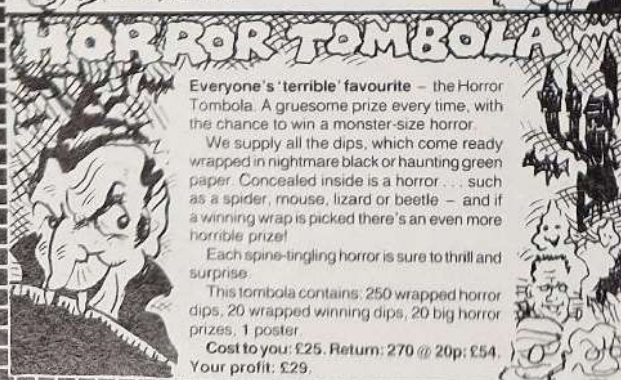 HORROR TOMBOLA
Everyone's 'terrible' favourite – the Horror
Tombola. A gruesome prize every time, with
the chance to win a monster-size horror.
We supply all the dips, which come ready
wrapped in nightmare black or haunting green
paper. Concealed inside is a horror . . . such
as a spider, mouse, lizard or beetle – and if
a winning wrap is picked there's an even more
horrible prize!
Each spine-tingling horror is sure to thrill and
surprise.
This tombola contains: 250 wrapped horror
dips, 20 wrapped winning dips, 20 big horror
prizes, 1 poster.
Cost to you: £25. Return: 270 @ 20p: £54.
Your profit: £29.